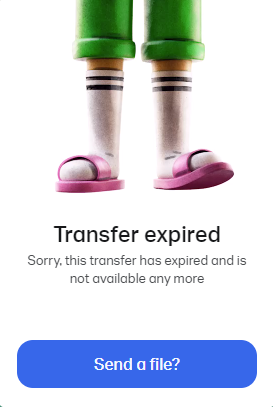 Transfer expired
Sorry, this transfer has expired and is
not available any more
Send a file?